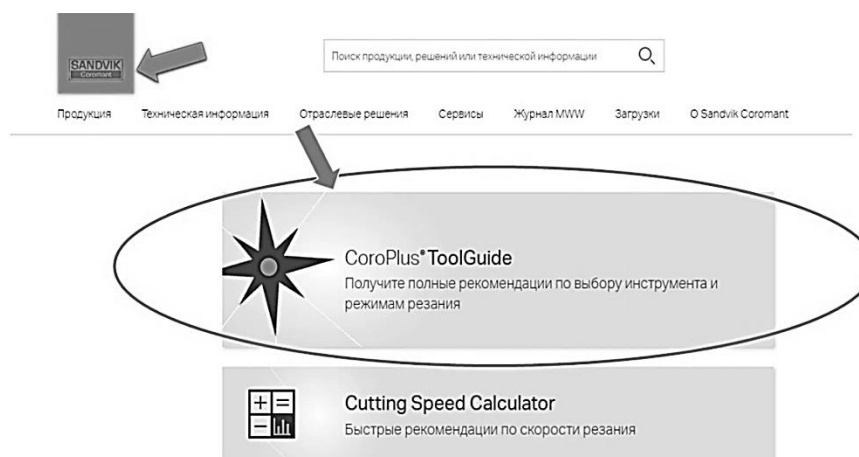 SANDVIK
Coromant
Поиск продукции, решений или технической информации
Продукция Техническая информация Отраслевые решения Сервисы Журнал MWW Загрузки О Sandvik Coromant
CoroPlus® ToolGuide
Получите полные рекомендации по выбору инструмента и
режимам резания
Cutting Speed Calculator
Быстрые рекомендации по скорости резания